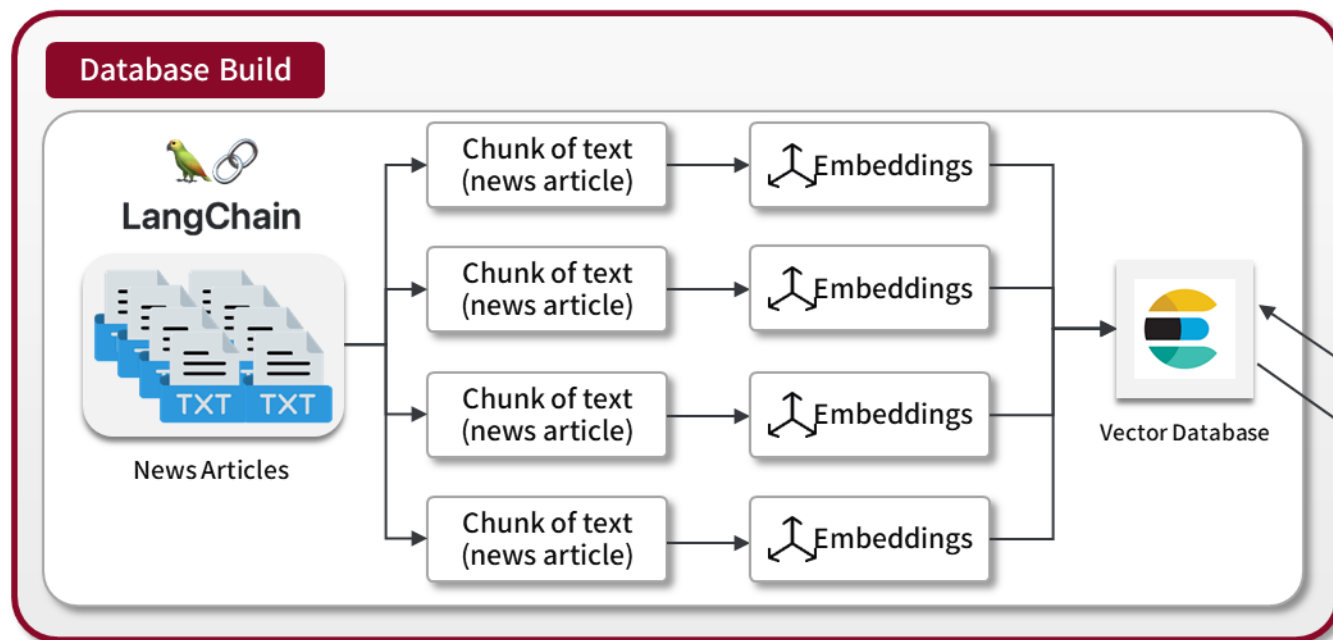 Database Build
LangChain
TXT
TXT
News Articles
Chunk of text
(news article)
Embeddings
Chunk of text
(news article)
Embeddings
Chunk of text
(news article)
Embeddings
Chunk of text
(news article)
Embeddings
Vector Database